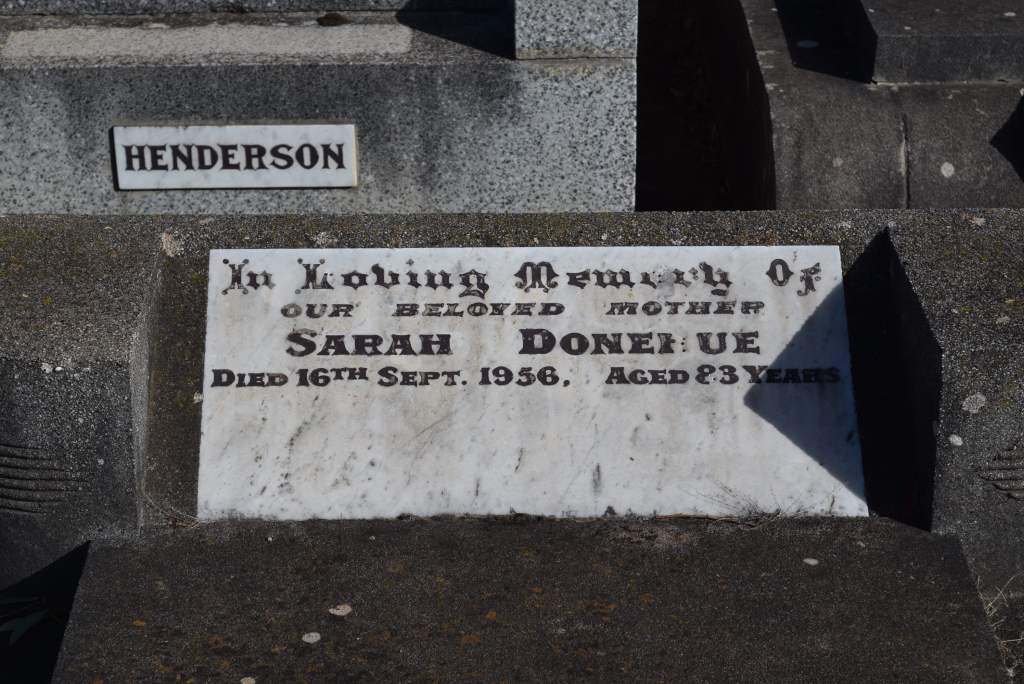 HENDERSON
In Loving Memory Of
OUR BELOVED MOTHER
SARAH DONEHUE
DIED 16TH SEPT. 1956, AGED 83 YEARS